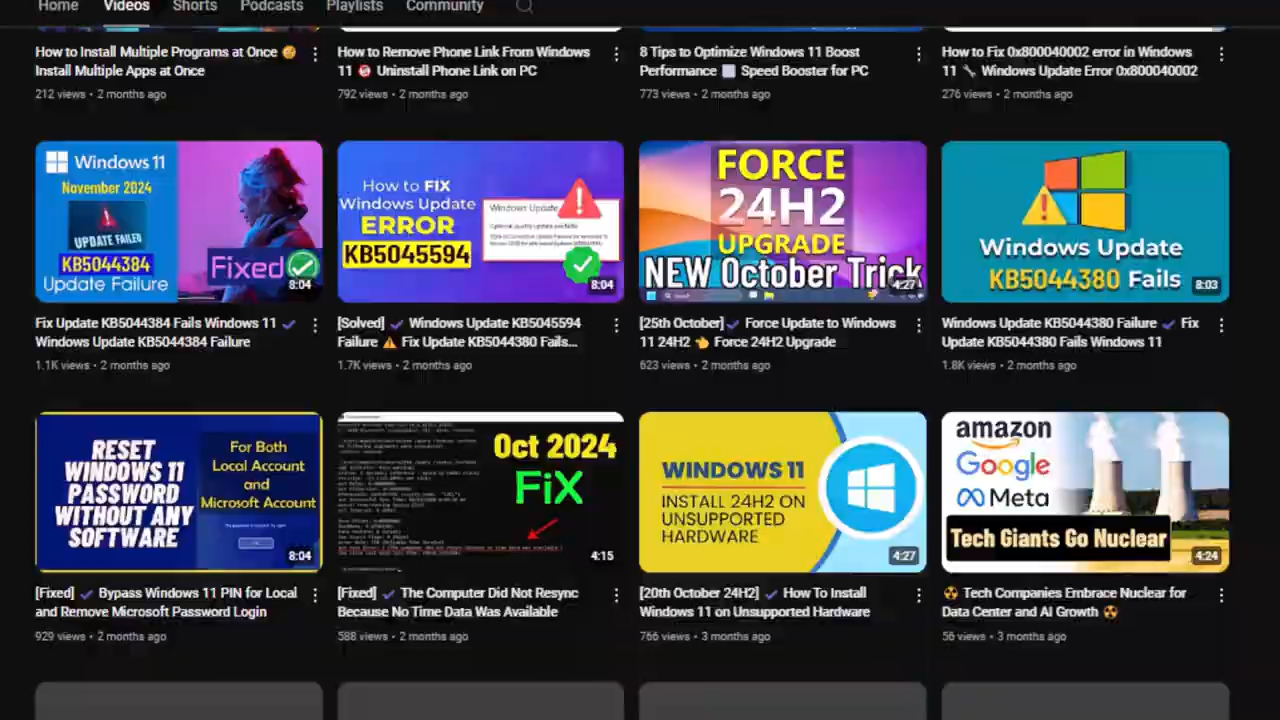 Home Videos Shorts Podcasts Playlists Community
How to Install Multiple Programs at Once
Install Multiple Apps at Once
212 views • 2 months ago
How to Remove Phone Link From Windows
11 🚫 Uninstall Phone Link on PC
792 views • 2 months ago
8 Tips to Optimize Windows 11 Boost
Performance Speed Booster for PC
773 views • 2 months ago
How to Fix 0x800040002 error in Windows
11 🔧 Windows Update Error 0x800040002
276 views • 2 months ago
Windows 11
November 2024
UPDATE FAILED
KB5044384
Update Failure
Fixed
8:04
Fix Update KB5044384 Fails Windows 11 ✔
Windows Update KB5044384 Failure
1.1K views • 2 months ago
How to FIX
Windows Update
ERROR
KB5045594
Windows Update
8:04
[Solved] ✔ Windows Update KB5045594
Failure ⚠ Fix Update KB5044380 Fails...
1.7K views • 2 months ago
FORCE
24H2
UPGRADE
NEW October Trick
4:27
[25th October] ✔ Force Update to Windows
11 24H2 👉 Force 24H2 Upgrade
623 views • 2 months ago
Windows Update
KB5044380 Fails
8:03
Windows Update KB5044380 Failure ✔ Fix
Update KB5044380 Fails Windows 11
1.8K views • 2 months ago
RESET
WINDOWS 11
PASSWORD
WITHOUT ANY
SOFTWARE
For Both
Local Account
and
Microsoft Account
8:04
[Fixed] ✔ Bypass Windows 11 PIN for Local
and Remove Microsoft Password Login
929 views • 2 months ago
Oct 2024
FiX
4:15
[Fixed] ✔ The Computer Did Not Resync
Because No Time Data Was Available
588 views • 2 months ago
WINDOWS 11
INSTALL 24H2 ON
UNSUPPORTED
HARDWARE
4:27
[20th October 24H2] ✔ How To Install
Windows 11 on Unsupported Hardware
766 views • 3 months ago
amazon
Google
Meta
Tech Giants Go Nuclear
4:24
☢ Tech Companies Embrace Nuclear for
Data Center and AI Growth ☢
56 views • 3 months ago